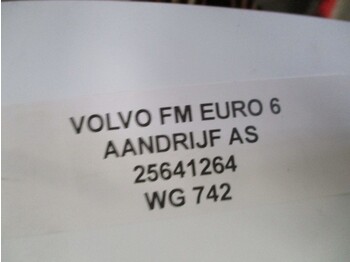 VOLVO FM EURO 6
AANDRIJF AS
25641264
WG 742